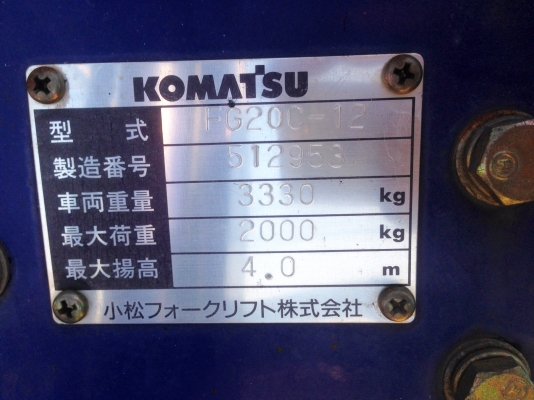 KOMATSU
型式 FG20C-12
製造番号 512953
車両重量 3330 kg
最大荷重 2000 kg
最大揚高 4.0 m
小松フォークリフト株式会社